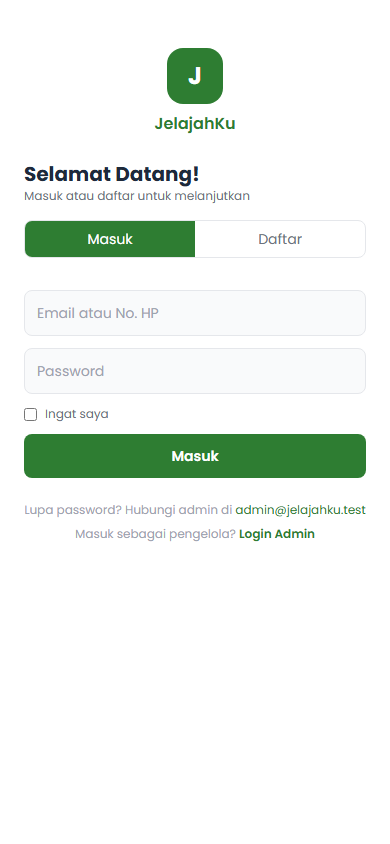 J
JelajahKu
Selamat Datang!
Masuk atau daftar untuk melanjutkan
Masuk
Daftar
Email atau No. HP
Password
Ingat saya
Masuk
Lupa password? Hubungi admin di admin@jelajahku.test
Masuk sebagai pengelola? Login Admin